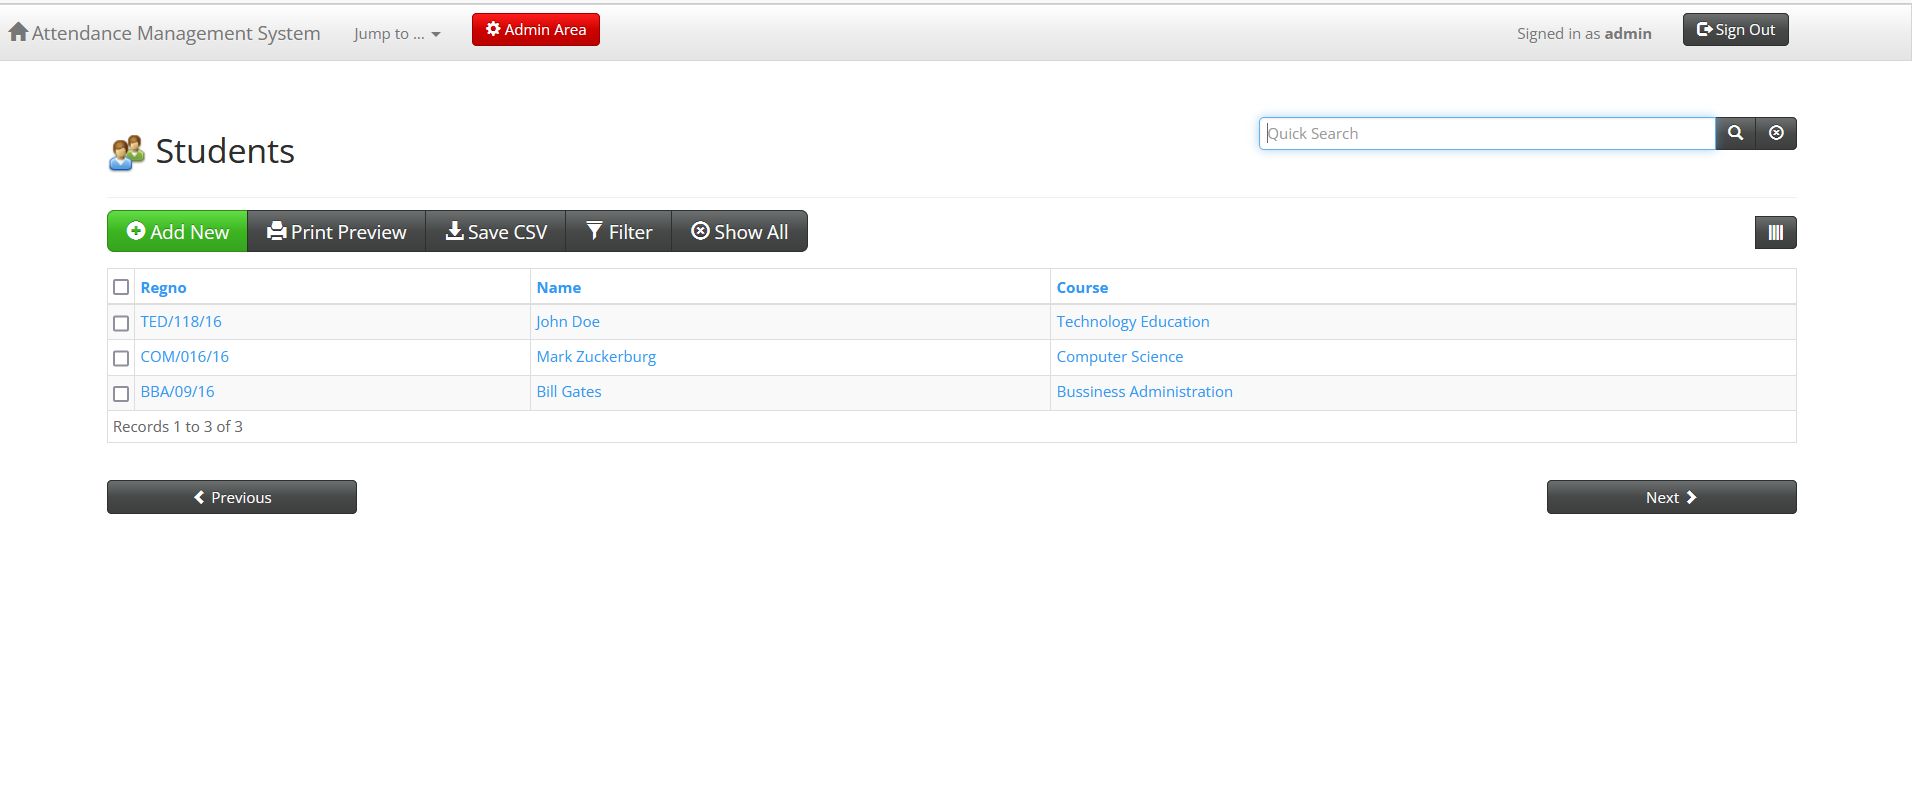 Attendance Management System Jump to ... Admin Area Signed in as admin Sign Out
Students
Quick Search
Add New Print Preview Save CSV Filter Show All
Regno Name Course
TED/118/16 John Doe Technology Education
COM/016/16 Mark Zuckerburg Computer Science
BBA/09/16 Bill Gates Bussiness Administration
Records 1 to 3 of 3
Previous Next